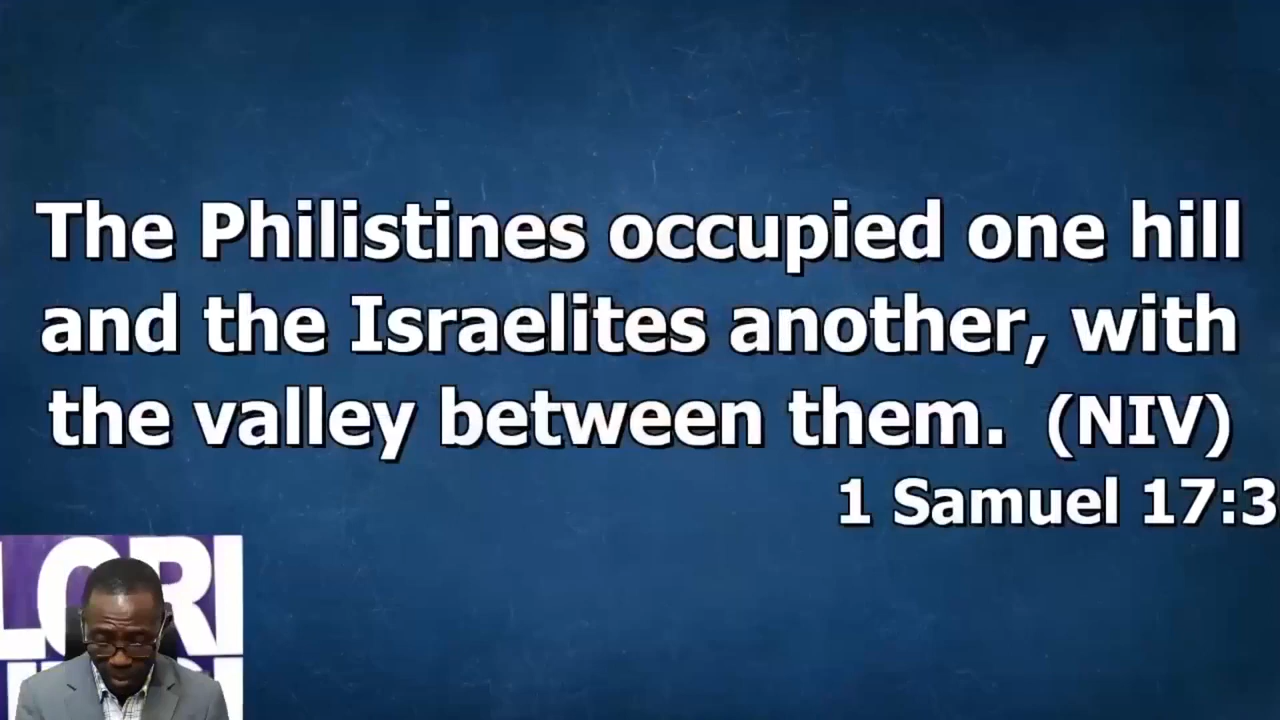 The Philistines occupied one hill
and the Israelites another, with
the valley between them. (NIV)
1 Samuel 17:3
LORI